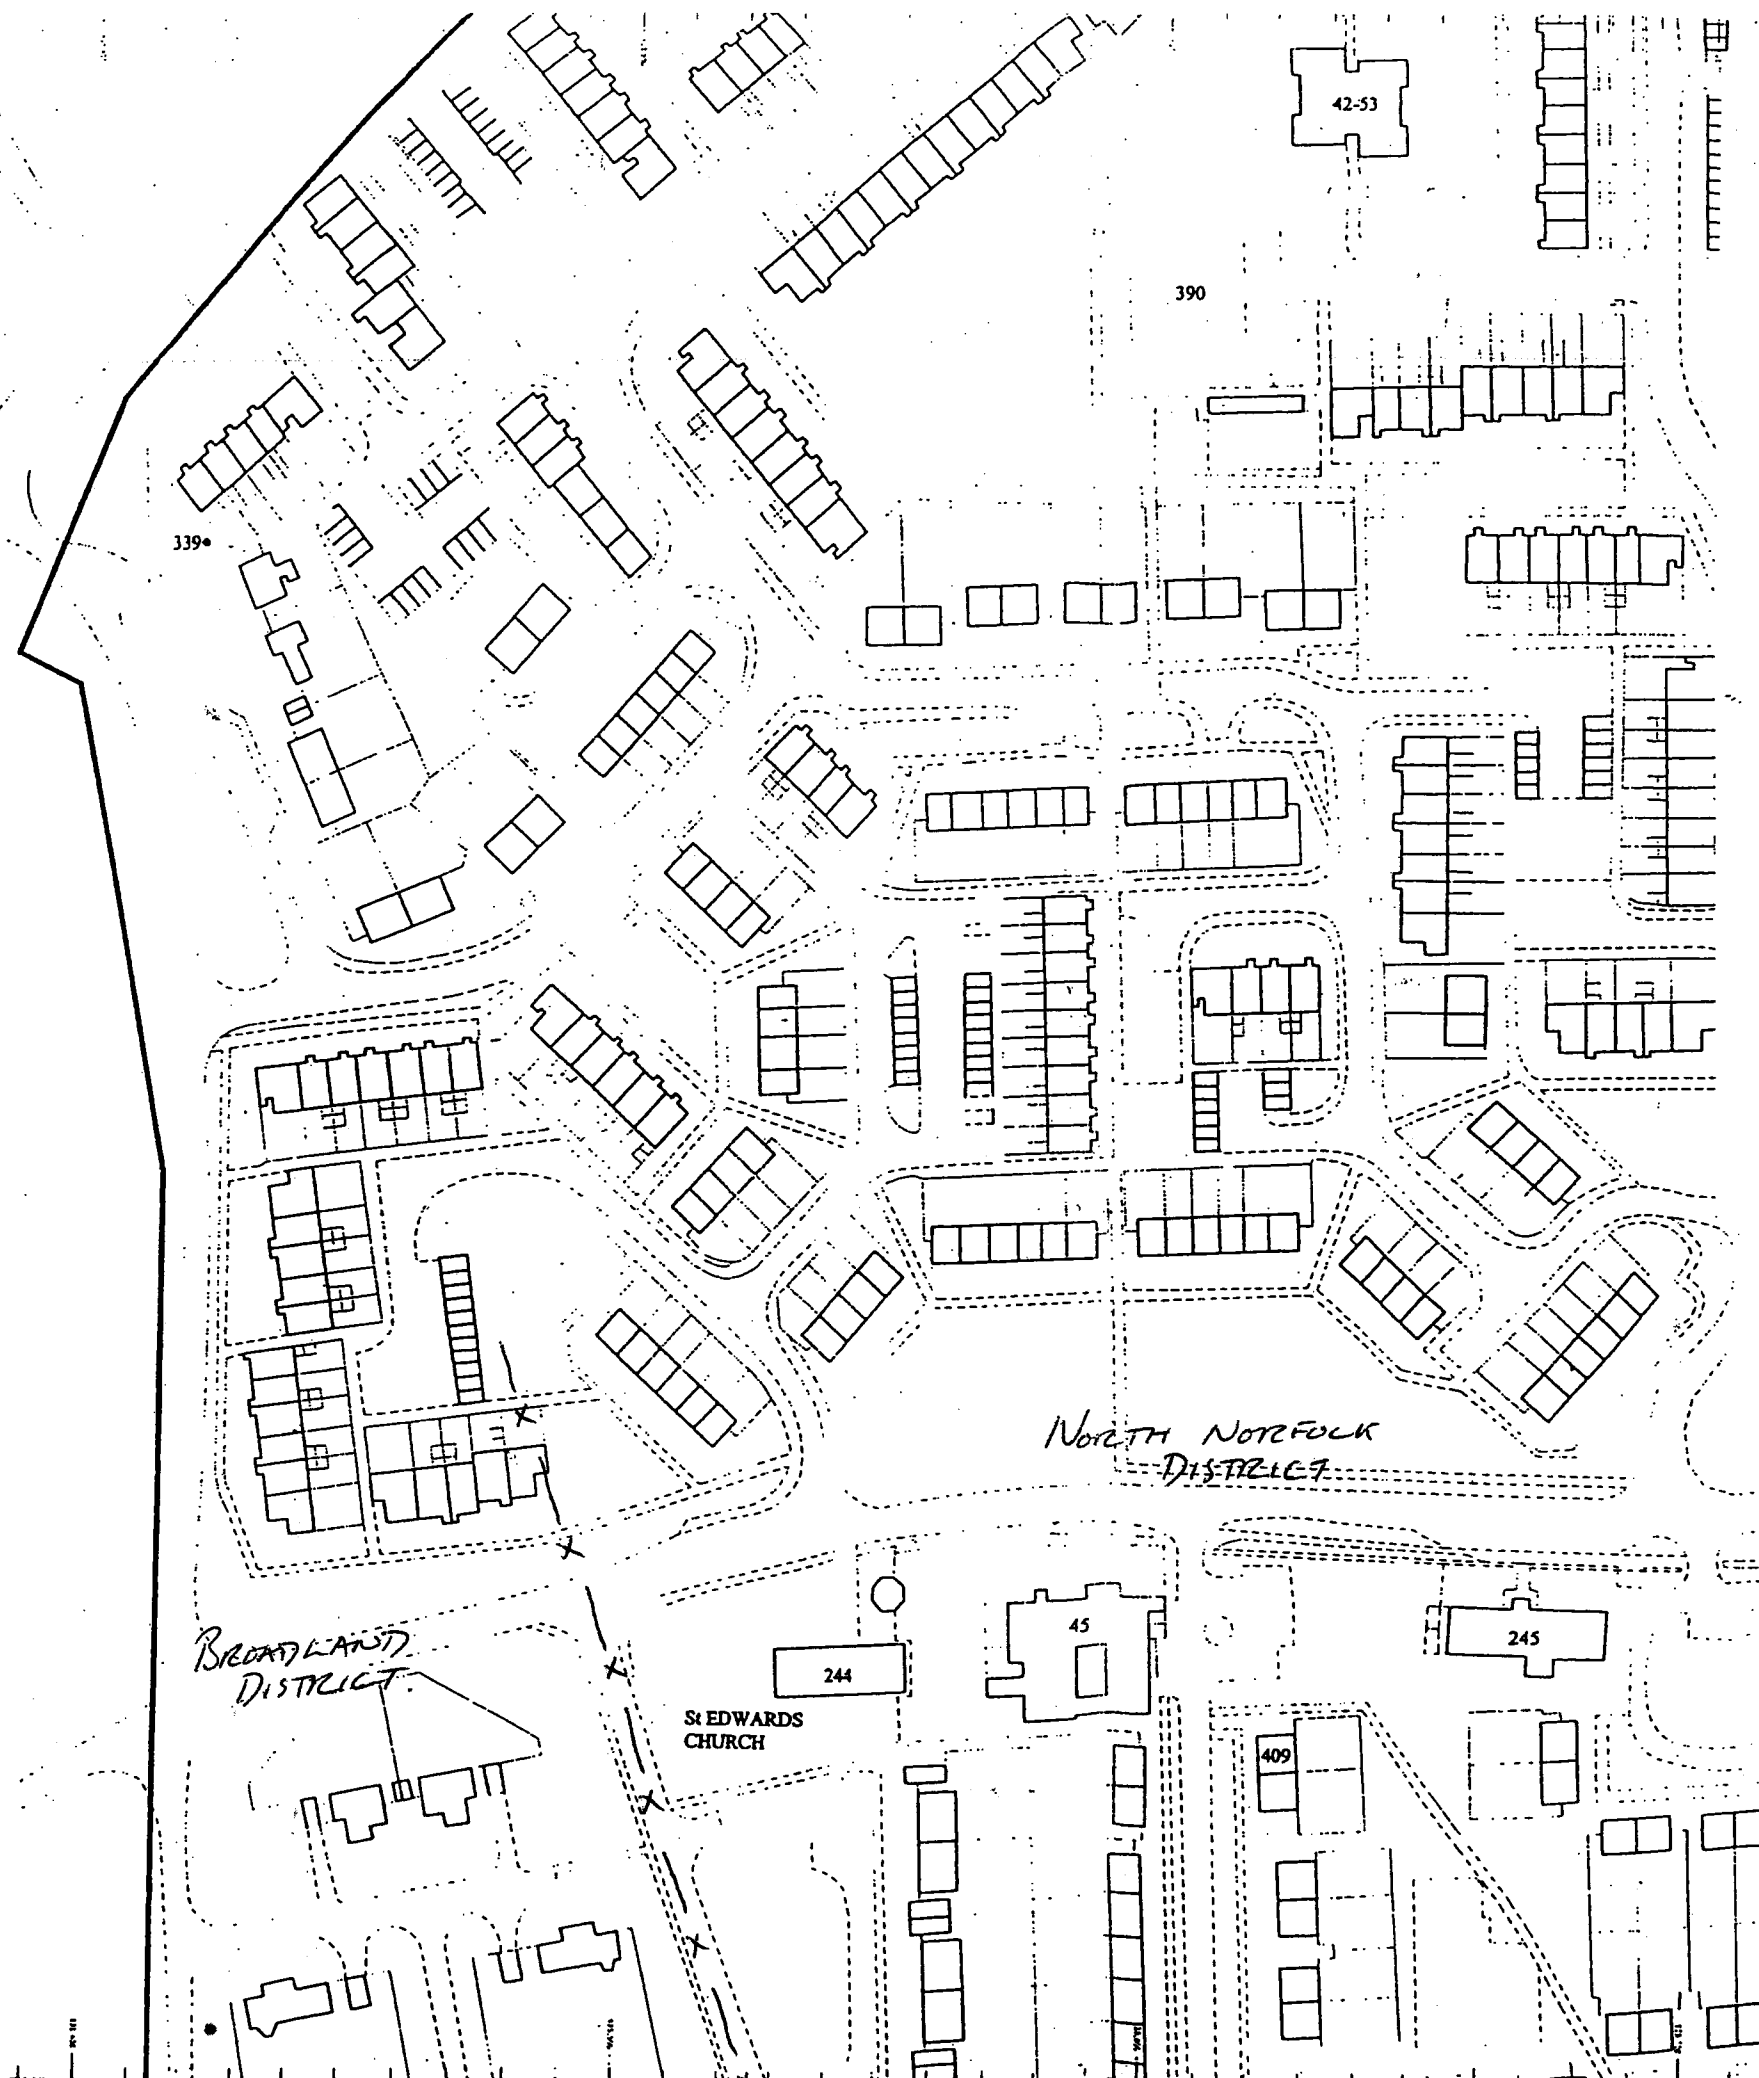 42-53
390
339
NORTH NORFOLK
DISTRICT
45
BROADLAND
DISTRICT.
244
245
St EDWARDS
CHURCH
409